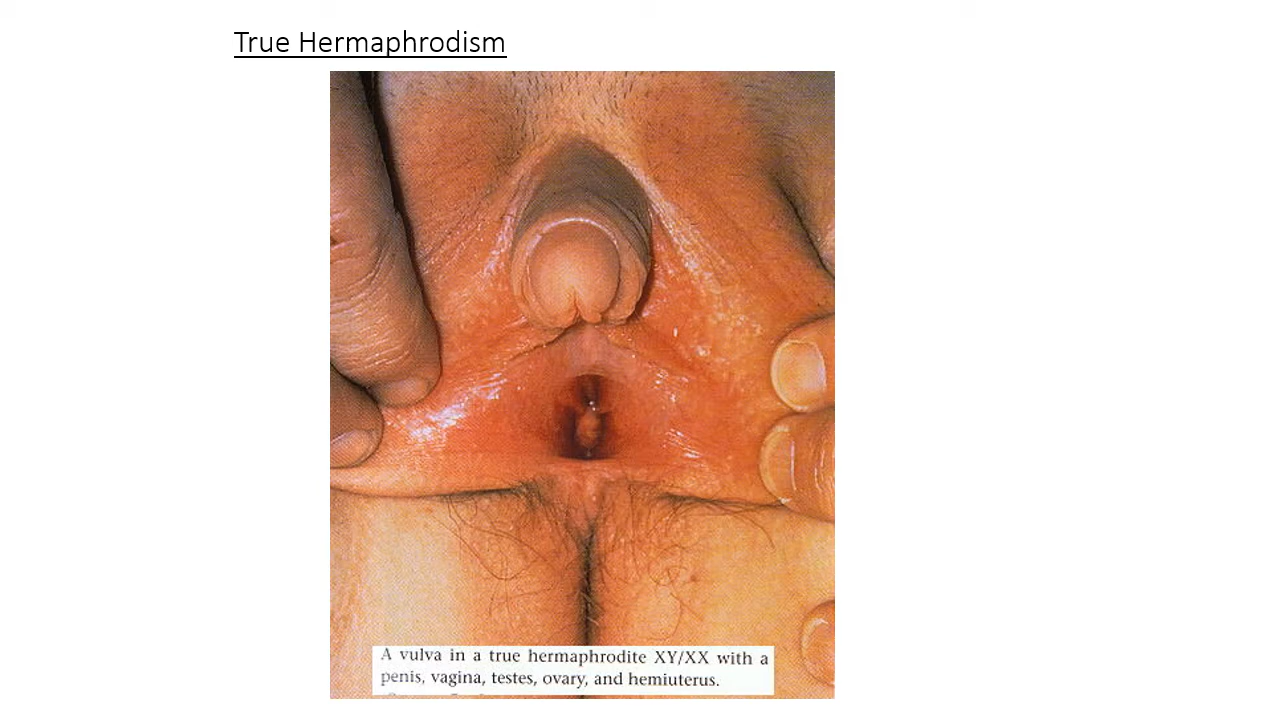 True Hermaphrodism
A vulva in a true hermaphrodite XY/XX with a
penis, vagina, testes, ovary, and hemiuterus.